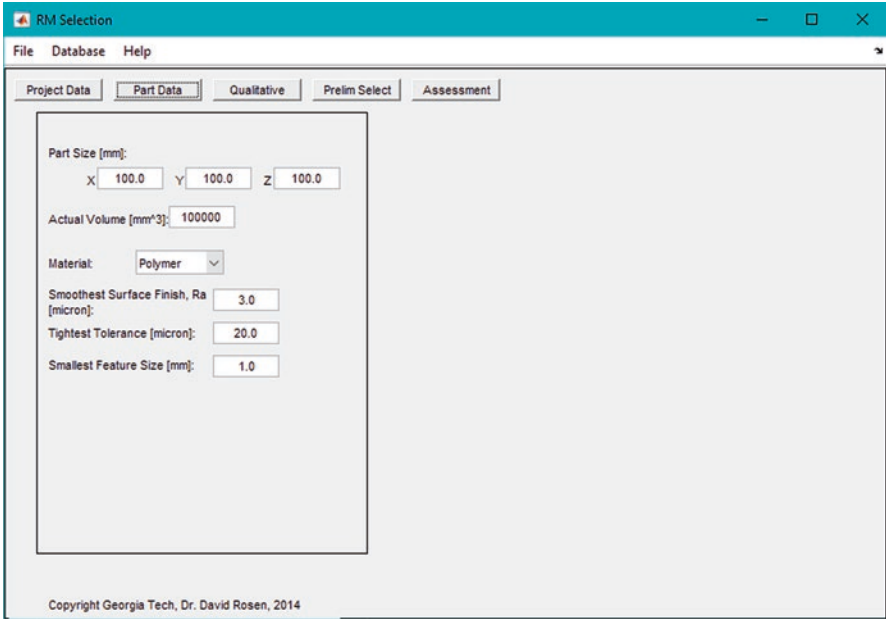 RM Selection
File Database Help
Project Data Part Data Qualitative Prelim Select Assessment
Part Size [mm]:
X 100.0 Y 100.0 Z 100.0
Actual Volume [mm^3]: 100000
Material: Polymer
Smoothest Surface Finish, Ra
[micron]: 3.0
Tightest Tolerance [micron]: 20.0
Smallest Feature Size [mm]: 1.0
Copyright Georgia Tech, Dr. David Rosen, 2014